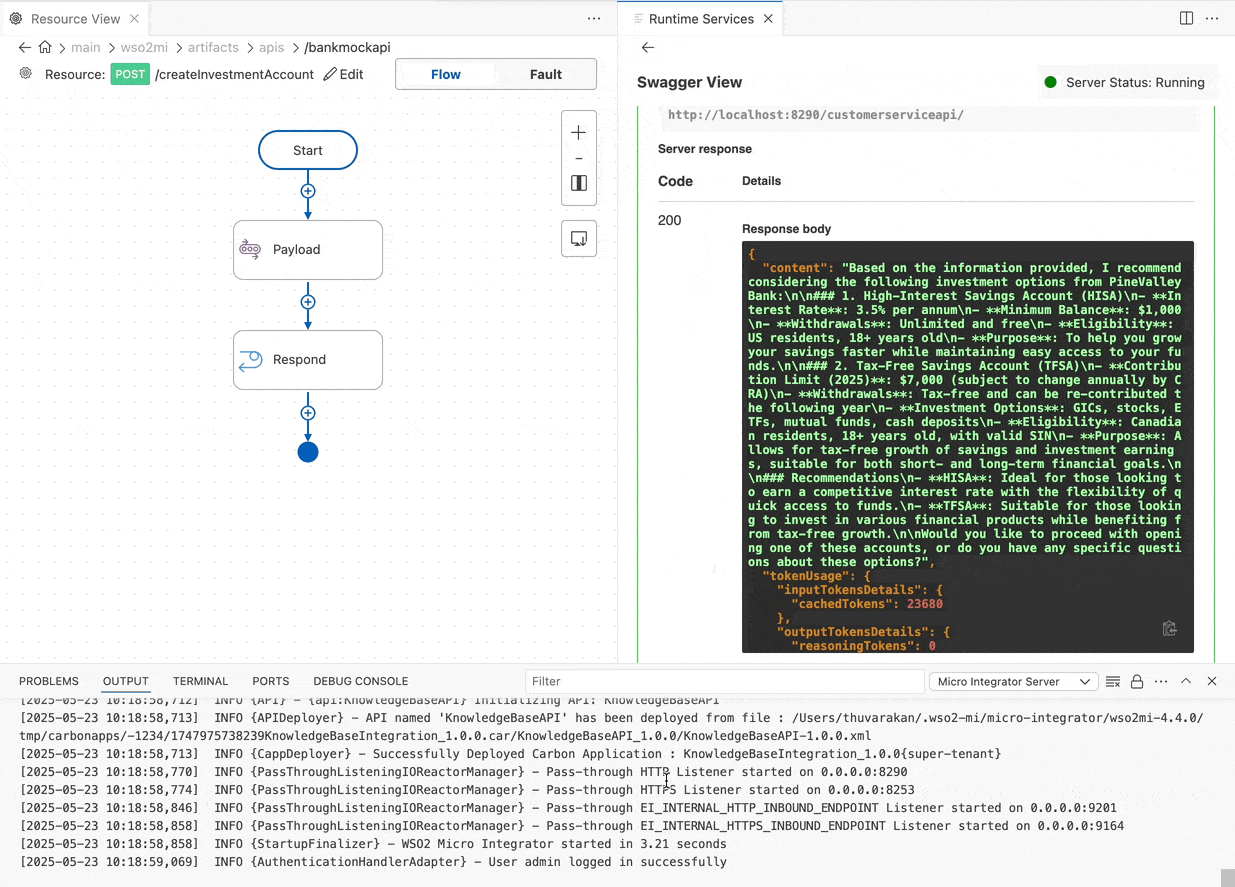 Resource View
Runtime Services
main > wso2mi > artifacts > apis > /bankmockapi
Resource: POST /createInvestmentAccount Edit
Flow
Fault
Start
Payload
Respond
Swagger View
Server Status: Running
http://localhost:8290/customerserviceapi/
Server response
Code
Details
200
Response body
{
"content": "Based on the information provided, I recommend
considering the following investment options from PineValley
Bank:\n\n### 1. High-Interest Savings Account (HISA)\n- **In
terest Rate**: 3.5% per annum\n- **Minimum Balance**: $1,000
\n- **Withdrawals**: Unlimited and free\n- **Eligibility**:
US residents, 18+ years old\n- **Purpose**: To help you grow
your savings faster while maintaining easy access to your fu
nds.\n\n### 2. Tax-Free Savings Account (TFSA)\n- **Contribu
tion Limit (2025)**: $7,000 (subject to change annually by C
RA)\n- **Withdrawals**: Tax-free and can be re-contributed t
he following year\n- **Investment Options**: GICs, stocks, E
TFs, mutual funds, cash deposits\n- **Eligibility**: Canadia
n residents, 18+ years old, with valid SIN\n- **Purpose**: A
llows for tax-free growth of savings and investment earning
s, suitable for both short- and long-term financial goals.\n
\n### Recommendations\n- **HISA**: Ideal for those looking t
o earn a competitive interest rate with the flexibility of q
uick access to funds.\n- **TFSA**: Suitable for those lookin
g to invest in various financial products while benefiting f
rom tax-free growth.\n\nWould you like to proceed with openi
ng one of these accounts, or do you have any specific questi
ons about these options?",
"tokenUsage": {
"inputTokensDetails": {
"cachedTokens": 23680
},
"outputTokensDetails": {
"reasoningTokens": 0
PROBLEMS
OUTPUT
TERMINAL
PORTS
DEBUG CONSOLE
Filter
Micro Integrator Server
[2025-05-23 10:18:58,712] INFO {API} - {api:KnowledgeBaseAPI} Initializing API: KnowledgeBaseAPI
[2025-05-23 10:18:58,713] INFO {APIDeployer} - API named 'KnowledgeBaseAPI' has been deployed from file : /Users/thuvarakan/.wso2-mi/micro-integrator/wso2mi-4.4.0/
tmp/carbonapps/-1234/1747975738239KnowledgeBaseIntegration_1.0.0.car/KnowledgeBaseAPI_1.0.0/KnowledgeBaseAPI-1.0.0.xml
[2025-05-23 10:18:58,713] INFO {CappDeployer} - Successfully Deployed Carbon Application : KnowledgeBaseIntegration_1.0.0{super-tenant}
[2025-05-23 10:18:58,770] INFO {PassThroughListeningIOReactorManager} - Pass-through HTTP Listener started on 0.0.0.0:8290
[2025-05-23 10:18:58,774] INFO {PassThroughListeningIOReactorManager} - Pass-through HTTPS Listener started on 0.0.0.0:8253
[2025-05-23 10:18:58,846] INFO {PassThroughListeningIOReactorManager} - Pass-through EI_INTERNAL_HTTP_INBOUND_ENDPOINT Listener started on 0.0.0.0:9201
[2025-05-23 10:18:58,858] INFO {PassThroughListeningIOReactorManager} - Pass-through EI_INTERNAL_HTTPS_INBOUND_ENDPOINT Listener started on 0.0.0.0:9164
[2025-05-23 10:18:58,858] INFO {StartupFinalizer} - WSO2 Micro Integrator started in 3.21 seconds
[2025-05-23 10:18:59,069] INFO {AuthenticationHandlerAdapter} - User admin logged in successfully